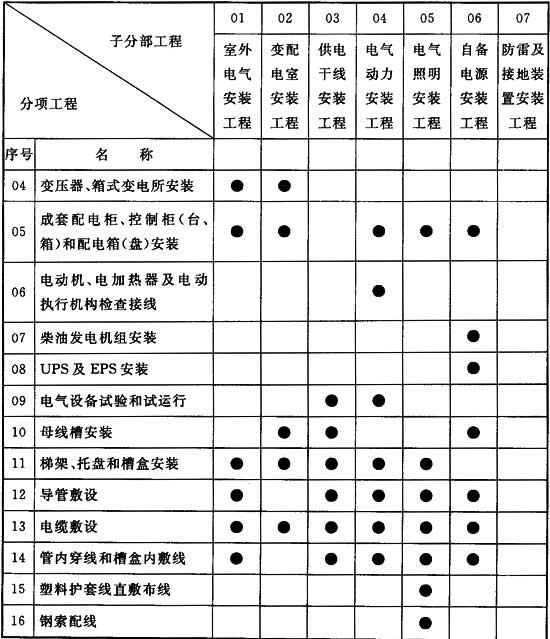 子分部工程
分项工程
01 02 03 04 05 06 07
室外 变配 供电 电气 电气 自备 防雷及
电气 电室 干线 动力 照明 电源 接地装
安装 安装 安装 安装 安装 安装 置安装
工程 工程 工程 工程 工程 工程 工程
序号 名 称
04 变压器、箱式变电所安装 ● ●
05 成套配电柜、控制柜(台、
箱)和配电箱(盘)安装 ● ● ● ● ●
06 电动机、电加热器及电动
执行机构检查接线 ●
07 柴油发电机组安装 ●
08 UPS及EPS安装 ●
09 电气设备试验和试运行 ● ●
10 母线槽安装 ● ● ●
11 梯架、托盘和槽盒安装 ● ● ● ● ●
12 导管敷设 ● ● ● ● ●
13 电缆敷设 ● ● ● ● ● ●
14 管内穿线和槽盒内敷线 ● ● ● ● ●
15 塑料护套线直敷布线 ●
16 钢索配线 ●